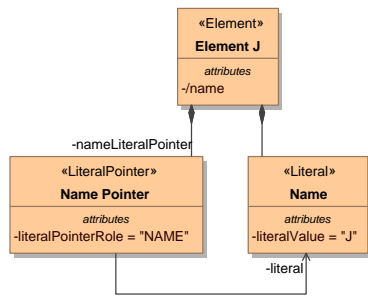 «Element»
Element J
attributes
-/name
-nameLiteralPointer
«LiteralPointer»
Name Pointer
attributes
-literalPointerRole = "NAME"
«Literal»
Name
attributes
-literalValue = "J"
-literal